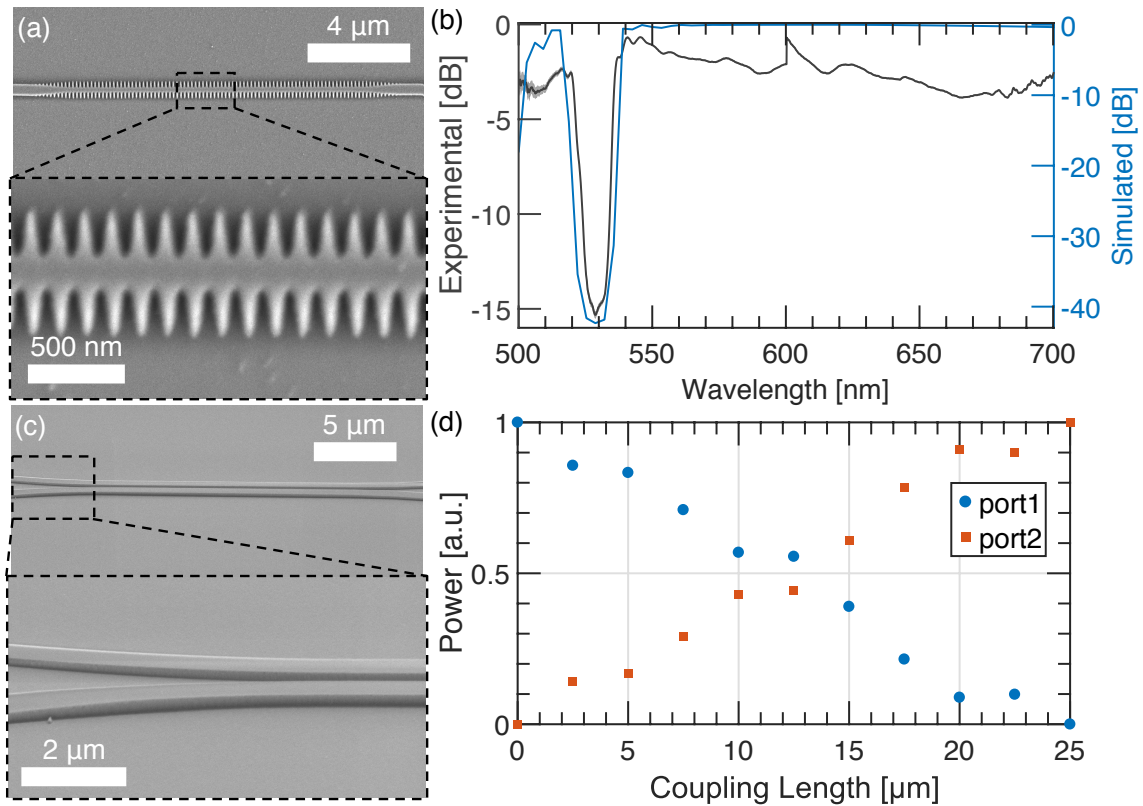 (a)
4 μm
500 nm
(b)
0
-5
-10
-15
Experimental [dB]
0
-10
-20
-30
-40
Simulated [dB]
500 550 600 650 700
Wavelength [nm]
(c)
5 μm
2 μm
(d)
1
0.5
0
Power [a.u.]
port1
port2
0 5 10 15 20 25
Coupling Length [μm]